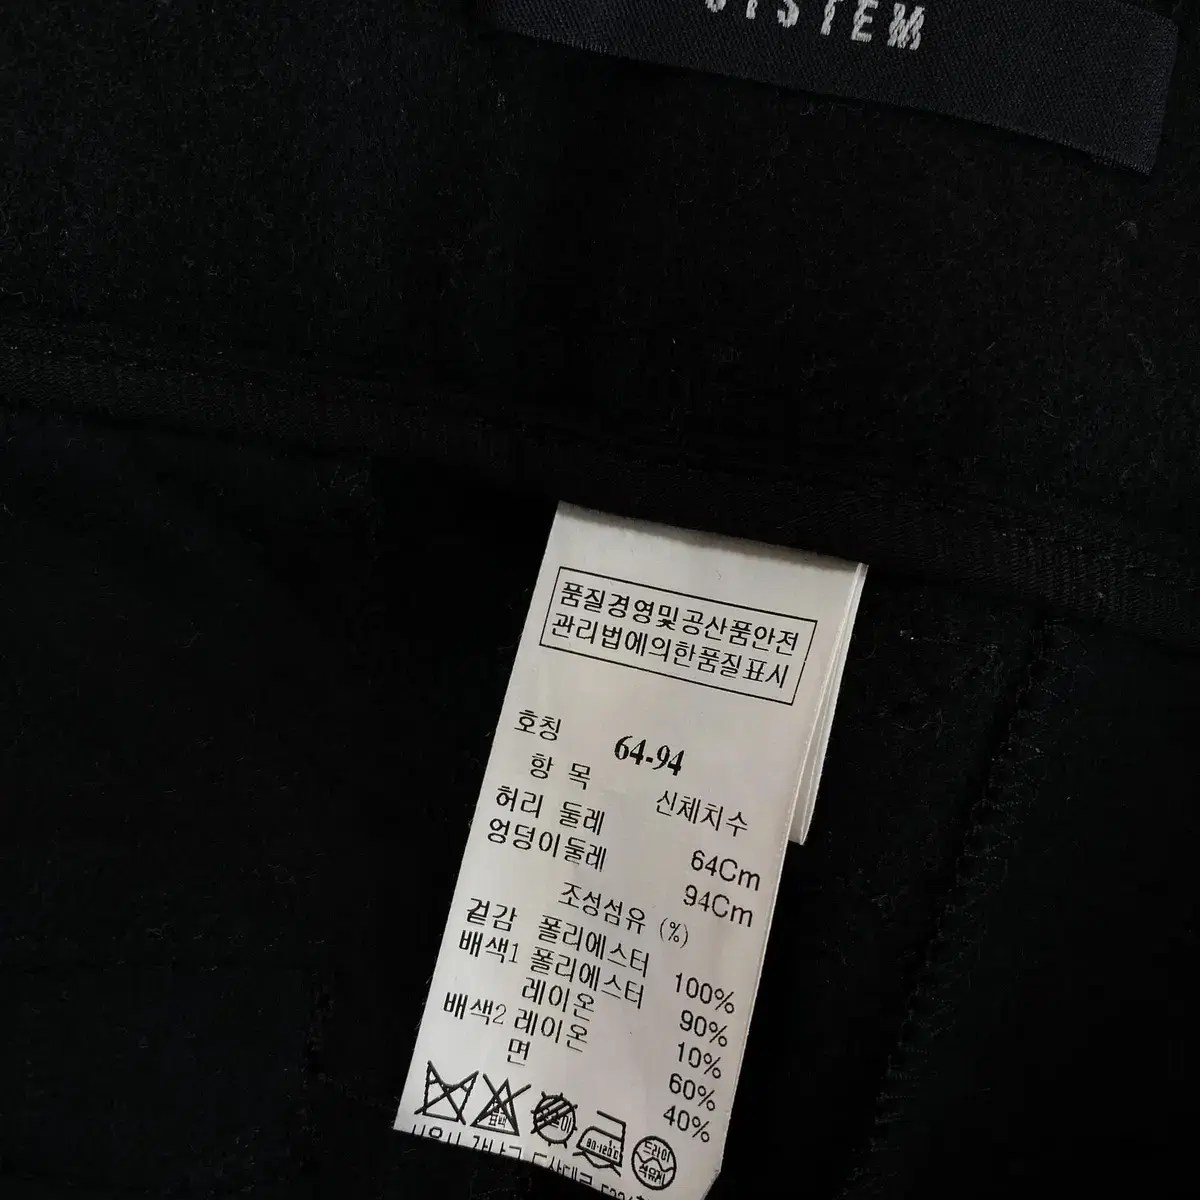 SYSTEM
품질경영및공산품안전
관리법에의한품질표시
호칭 64-94
항 목 신체치수
허리 둘레 64Cm
엉덩이둘레 94Cm
조성섬유 (%)
겉감 폴리에스터 100%
배색1 폴리에스터 90%
레이온 10%
배색2 레이온 60%
면 40%
80-120℃
드라이
석유계